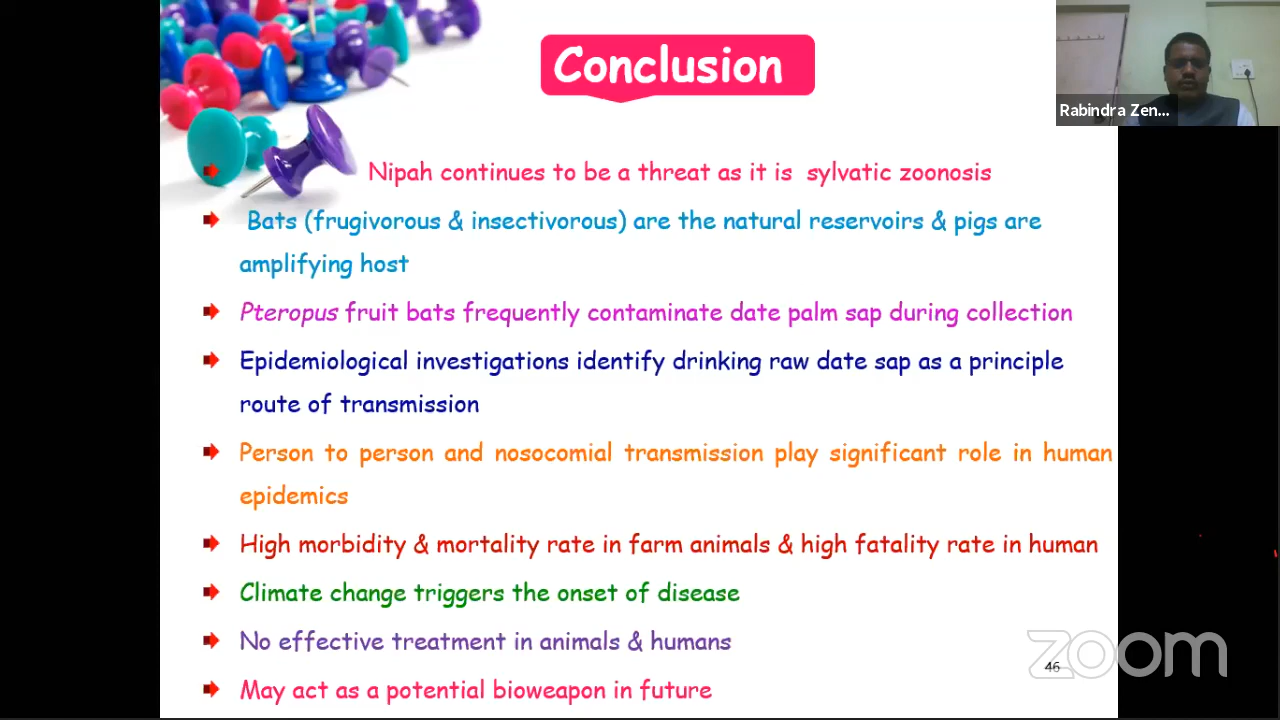 Conclusion
Rabindra Zen...
Nipah continues to be a threat as it is sylvatic zoonosis
Bats (frugivorous & insectivorous) are the natural reservoirs & pigs are
amplifying host
Pteropus fruit bats frequently contaminate date palm sap during collection
Epidemiological investigations identify drinking raw date sap as a principle
route of transmission
Person to person and nosocomial transmission play significant role in human
epidemics
High morbidity & mortality rate in farm animals & high fatality rate in human
Climate change triggers the onset of disease
No effective treatment in animals & humans
zoom
46
May act as a potential bioweapon in future